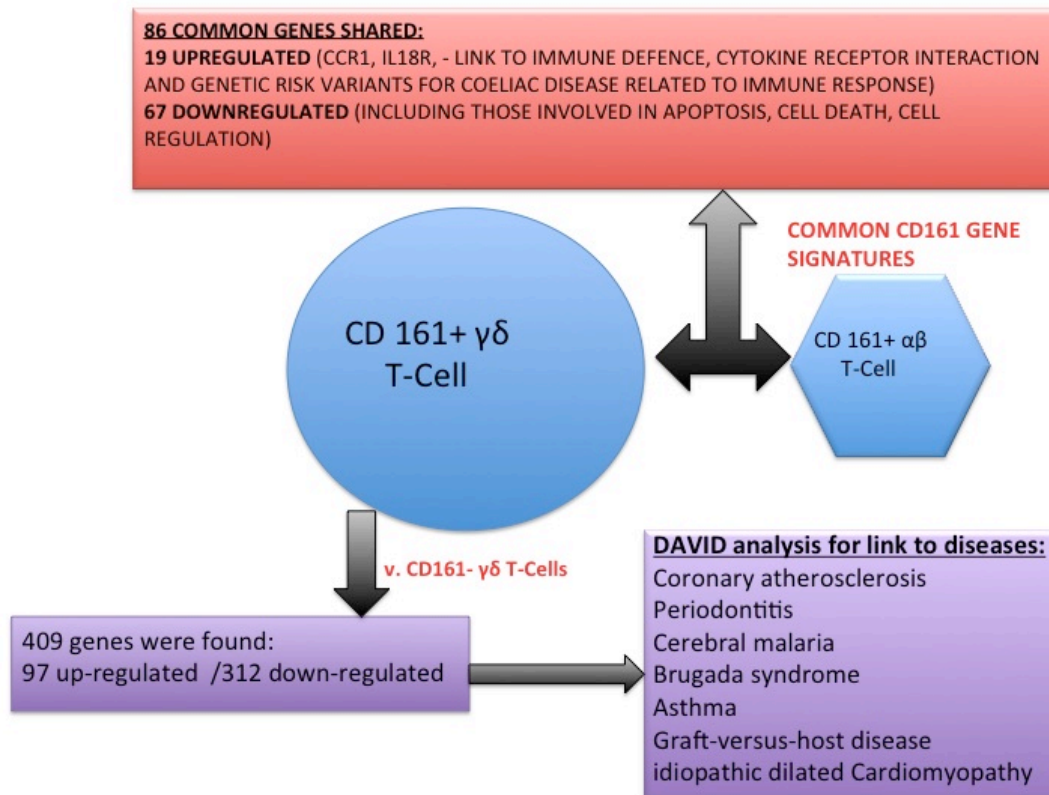 86 COMMON GENES SHARED:
19 UPREGULATED (CCR1, IL18R, - LINK TO IMMUNE DEFENCE, CYTOKINE RECEPTOR INTERACTION
AND GENETIC RISK VARIANTS FOR COELIAC DISEASE RELATED TO IMMUNE RESPONSE)
67 DOWNREGULATED (INCLUDING THOSE INVOLVED IN APOPTOSIS, CELL DEATH, CELL
REGULATION)
COMMON CD161 GENE
SIGNATURES
CD 161+ γδ
T-Cell
CD 161+ αβ
T-Cell
v. CD161- γδ T-Cells
409 genes were found:
97 up-regulated /312 down-regulated
DAVID analysis for link to diseases:
Coronary atherosclerosis
Periodontitis
Cerebral malaria
Brugada syndrome
Asthma
Graft-versus-host disease
idiopathic dilated Cardiomyopathy